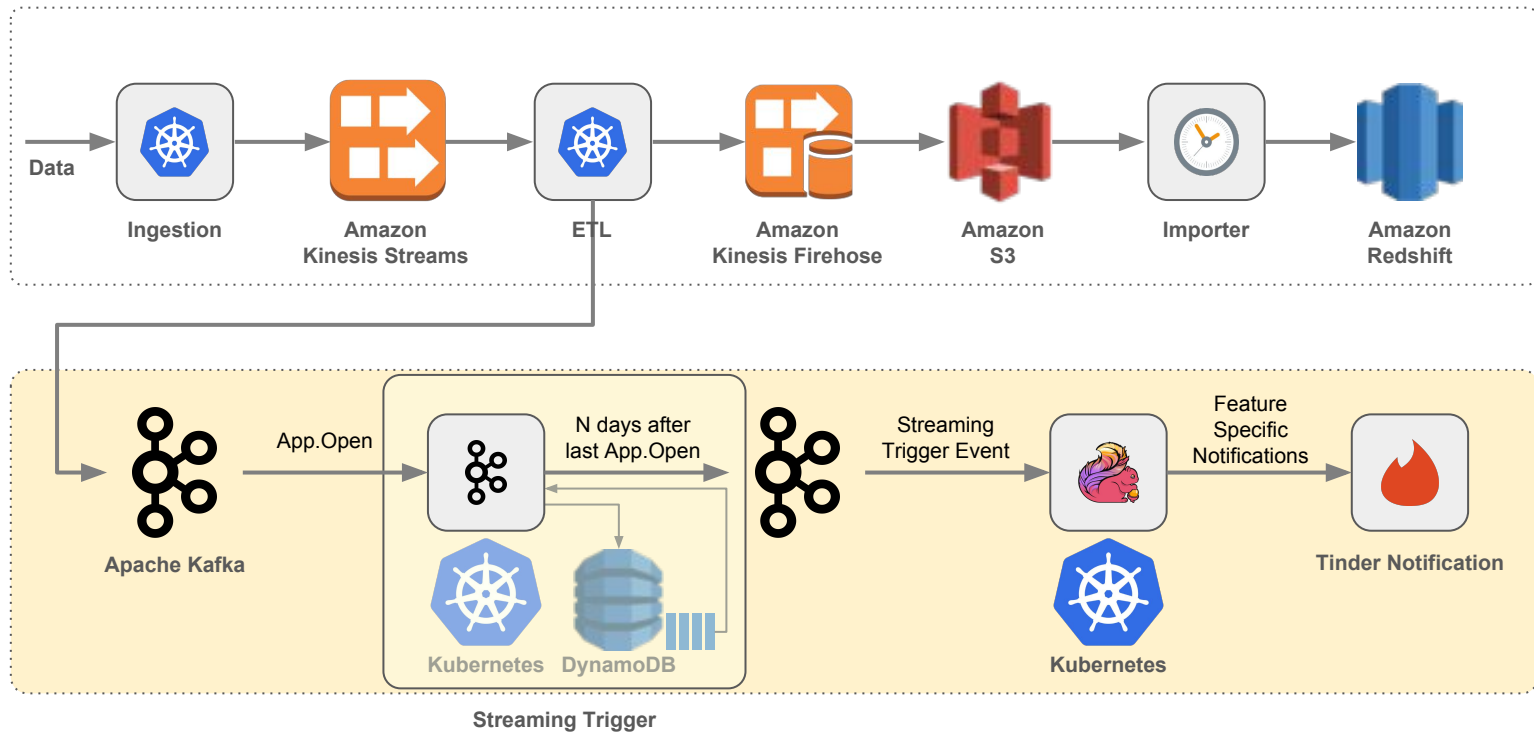 Data
Ingestion
Amazon
Kinesis Streams
ETL
Amazon
Kinesis Firehose
Amazon
S3
Importer
Amazon
Redshift
Apache Kafka
App.Open
N days after
last App.Open
Kubernetes
DynamoDB
Streaming Trigger
Streaming
Trigger Event
Kubernetes
Feature
Specific
Notifications
Tinder Notification